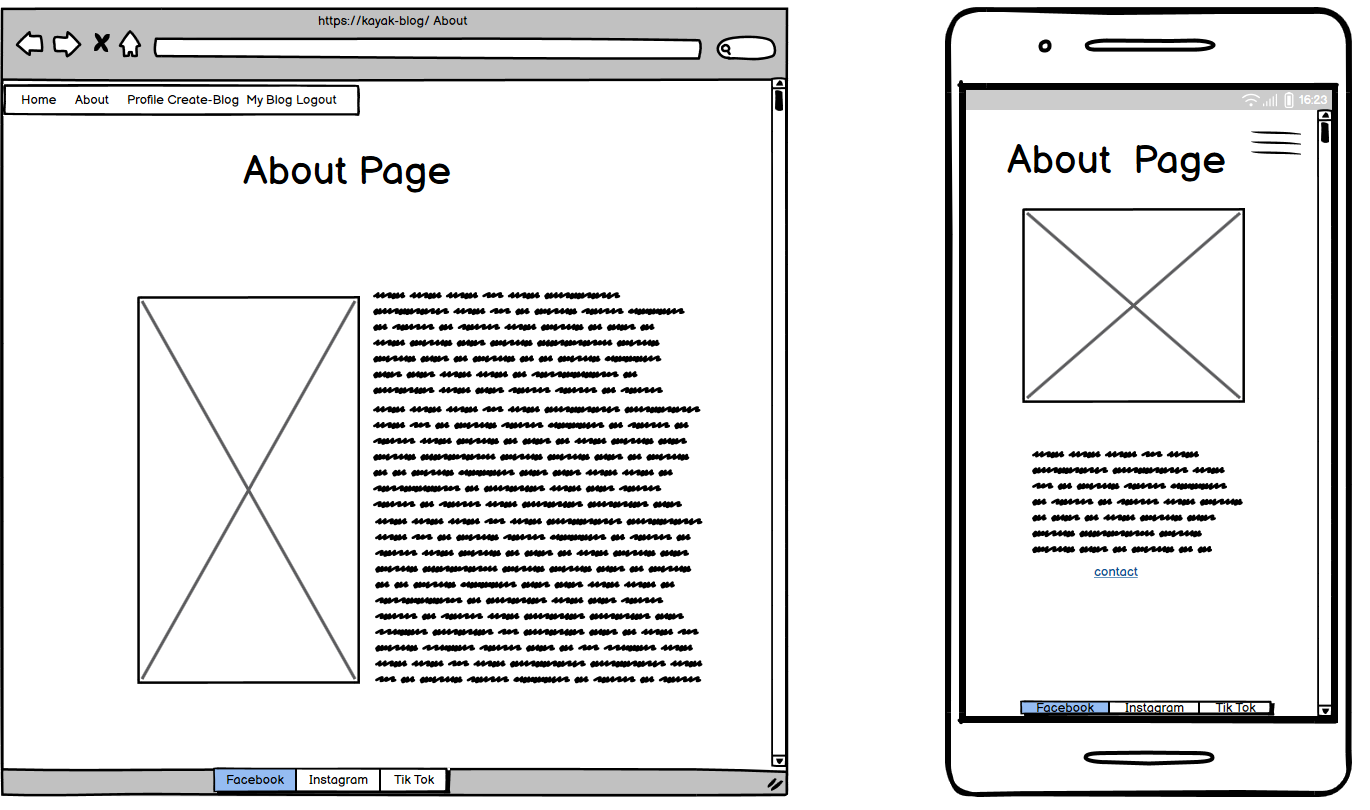 https://kayak-blog/ About
Home About Profile Create-Blog My Blog Logout
About Page
Facebook Instagram Tik Tok
16:23
About Page
contact
Facebook Instagram Tik Tok